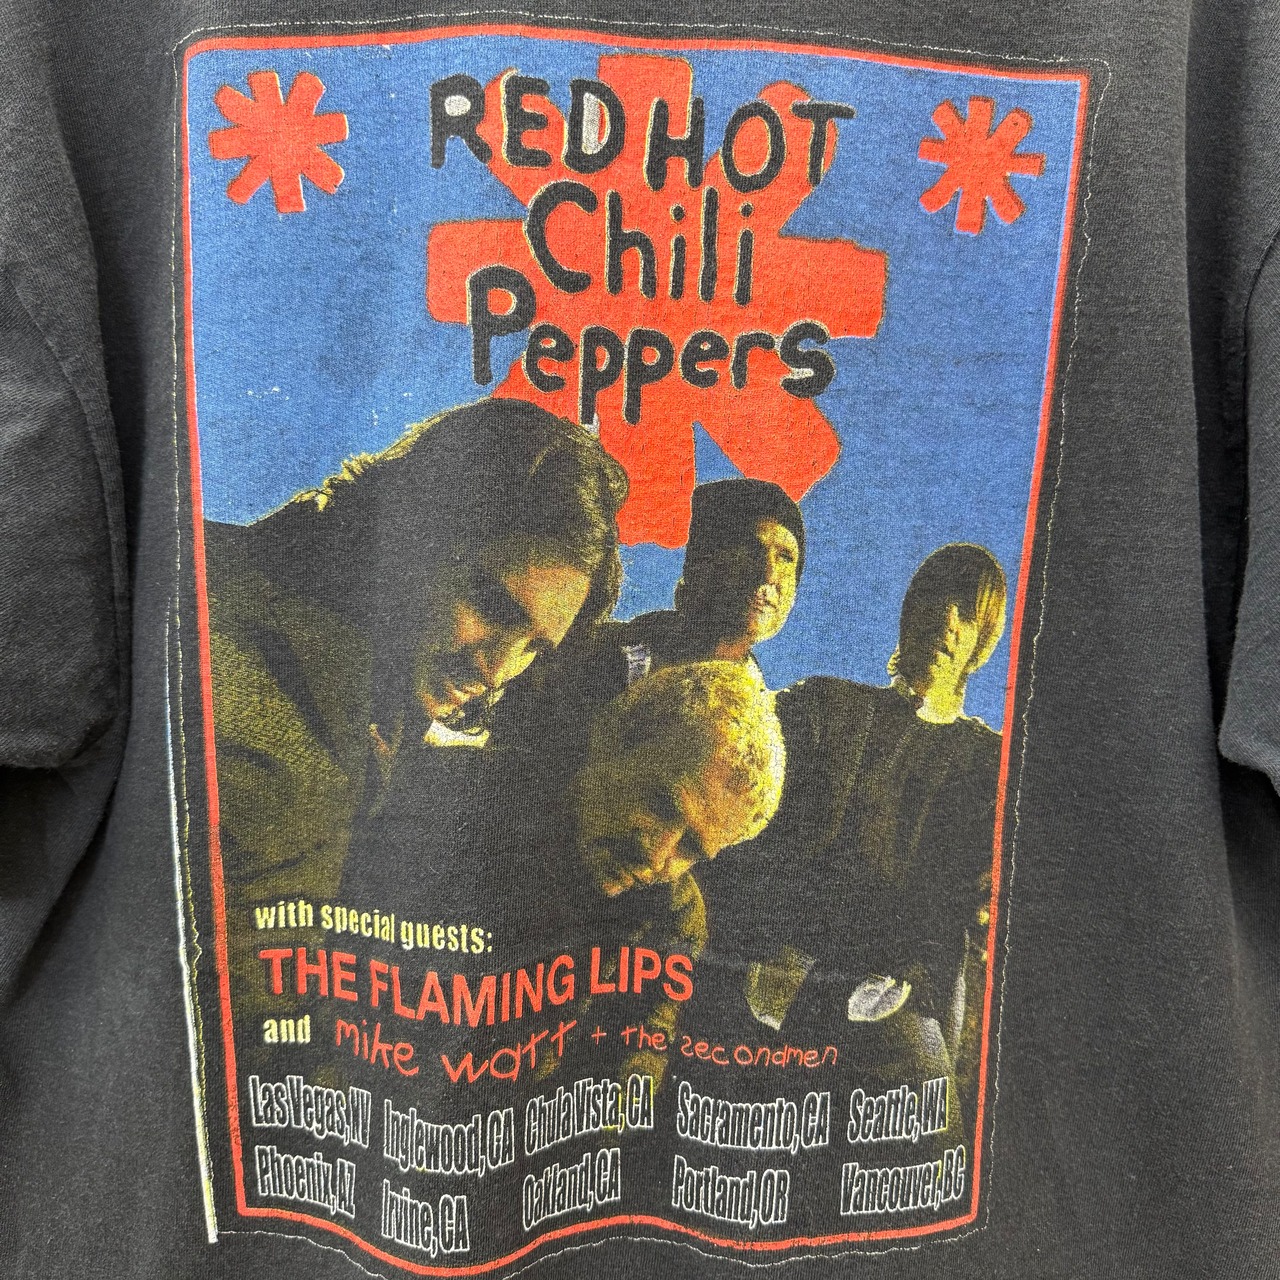 RED HOT
Chili
Peppers
with special guests:
THE FLAMING LIPS
and mike watt + the secondmen
Las Vegas, NV Inglewood, CA Chula Vista, CA Sacramento, CA Seattle, WA
Phoenix, AZ Irvine, CA Oakland, CA Portland, OR Vancouver, BC